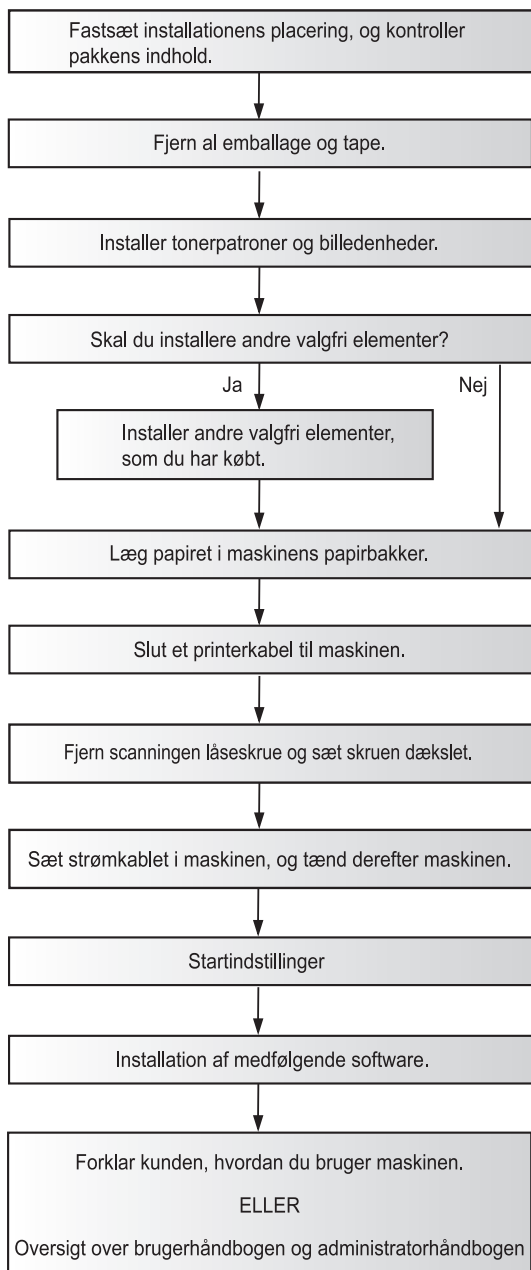 Fastsæt installationens placering, og kontroller
pakkens indhold.
Fjern al emballage og tape.
Installer tonerpatroner og billedenheder.
Skal du installere andre valgfri elementer?
Ja
Nej
Installer andre valgfri elementer,
som du har købt.
Læg papiret i maskinens papirbakker.
Slut et printerkabel til maskinen.
Fjern scanningen låseskrue og sæt skruen dækslet.
Sæt strømkablet i maskinen, og tænd derefter maskinen.
Startindstillinger
Installation af medfølgende software.
Forklar kunden, hvordan du bruger maskinen.
ELLER
Oversigt over brugerhåndbogen og administratorhåndbogen